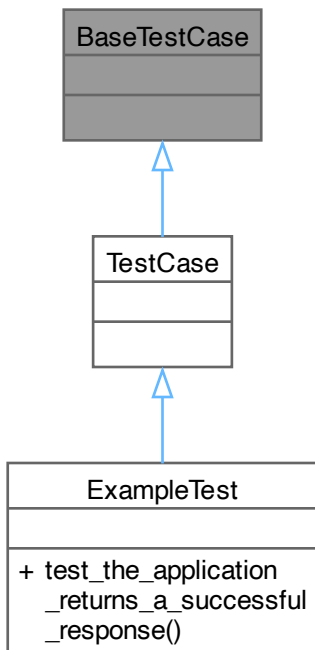 BaseTestCase
TestCase
ExampleTest
+ test_the_application
_returns_a_successful
_response()